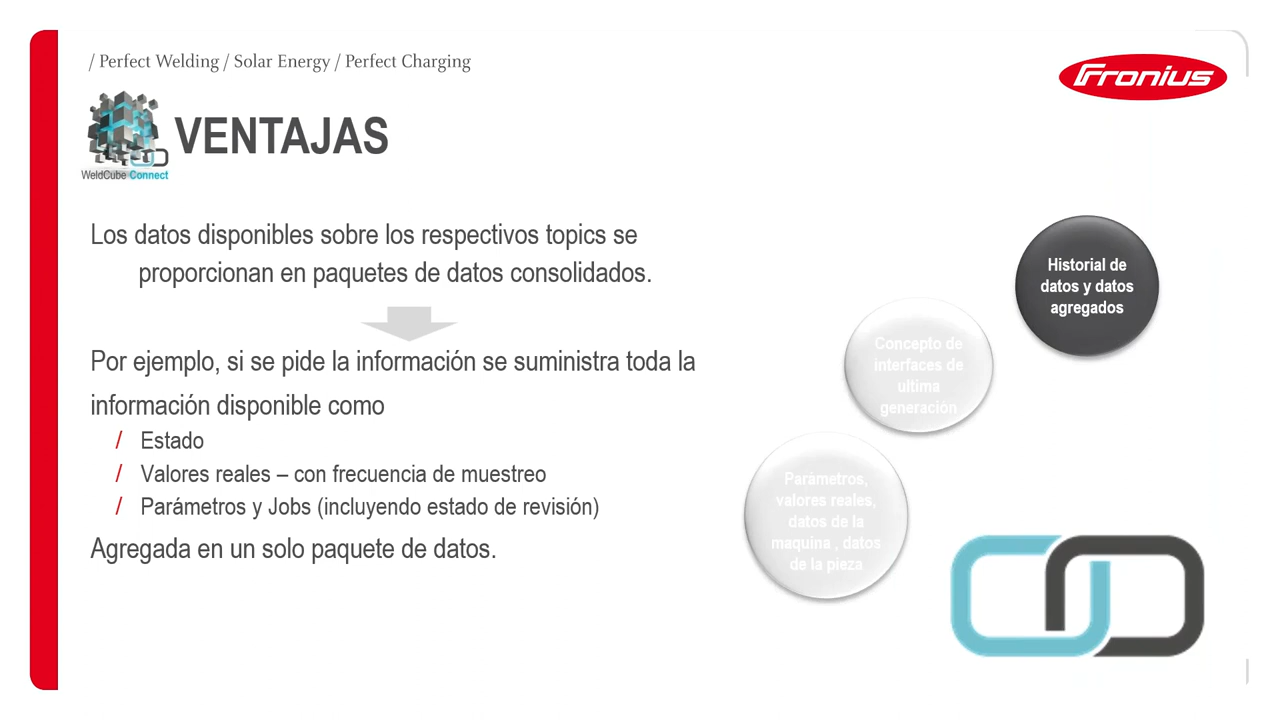 / Perfect Welding / Solar Energy / Perfect Charging
Fronius
VENTAJAS
WeldCube Connect
Los datos disponibles sobre los respectivos topics se
proporcionan en paquetes de datos consolidados.
Por ejemplo, si se pide la información se suministra toda la
información disponible como
/ Estado
/ Valores reales – con frecuencia de muestreo
/ Parámetros y Jobs (incluyendo estado de revisión)
Agregada en un solo paquete de datos.
Historial de
datos y datos
agregados
Concepto de
interfaces de
ultima
generación
Parámetros,
valores reales,
datos de la
maquina , datos
de la pieza